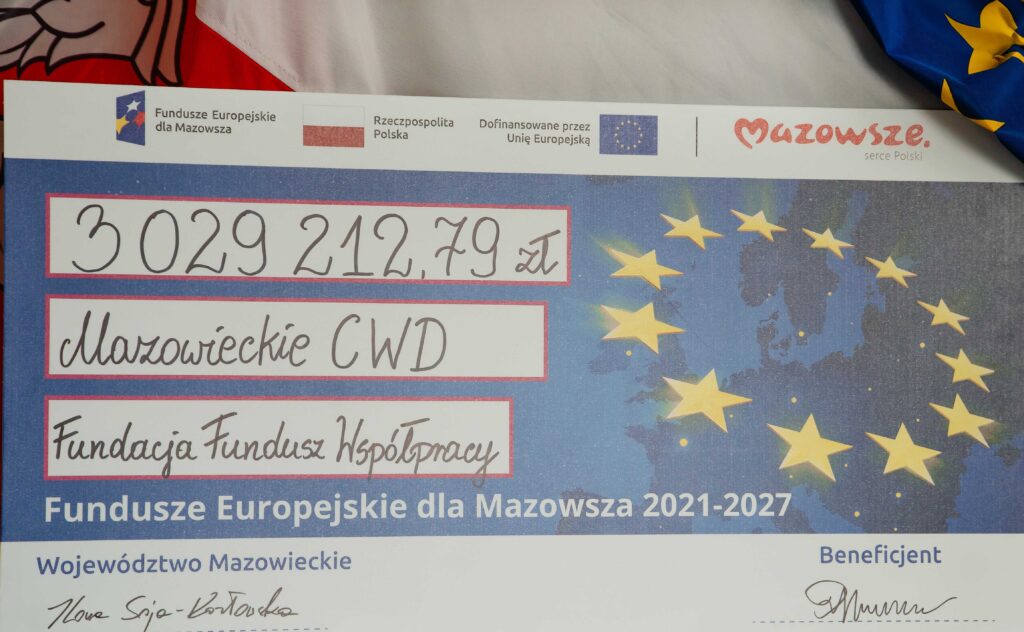 Fundusze Europejskie
dla Mazowsza
Rzeczpospolita
Polska
Dofinansowane przez
Unię Europejską
mazowsze.
serce Polski
3 029 212,79 zł
Mazowieckie CWD
Fundacja Fundusz Współpracy
Fundusze Europejskie dla Mazowsza 2021-2027
Województwo Mazowieckie
Beneficjent